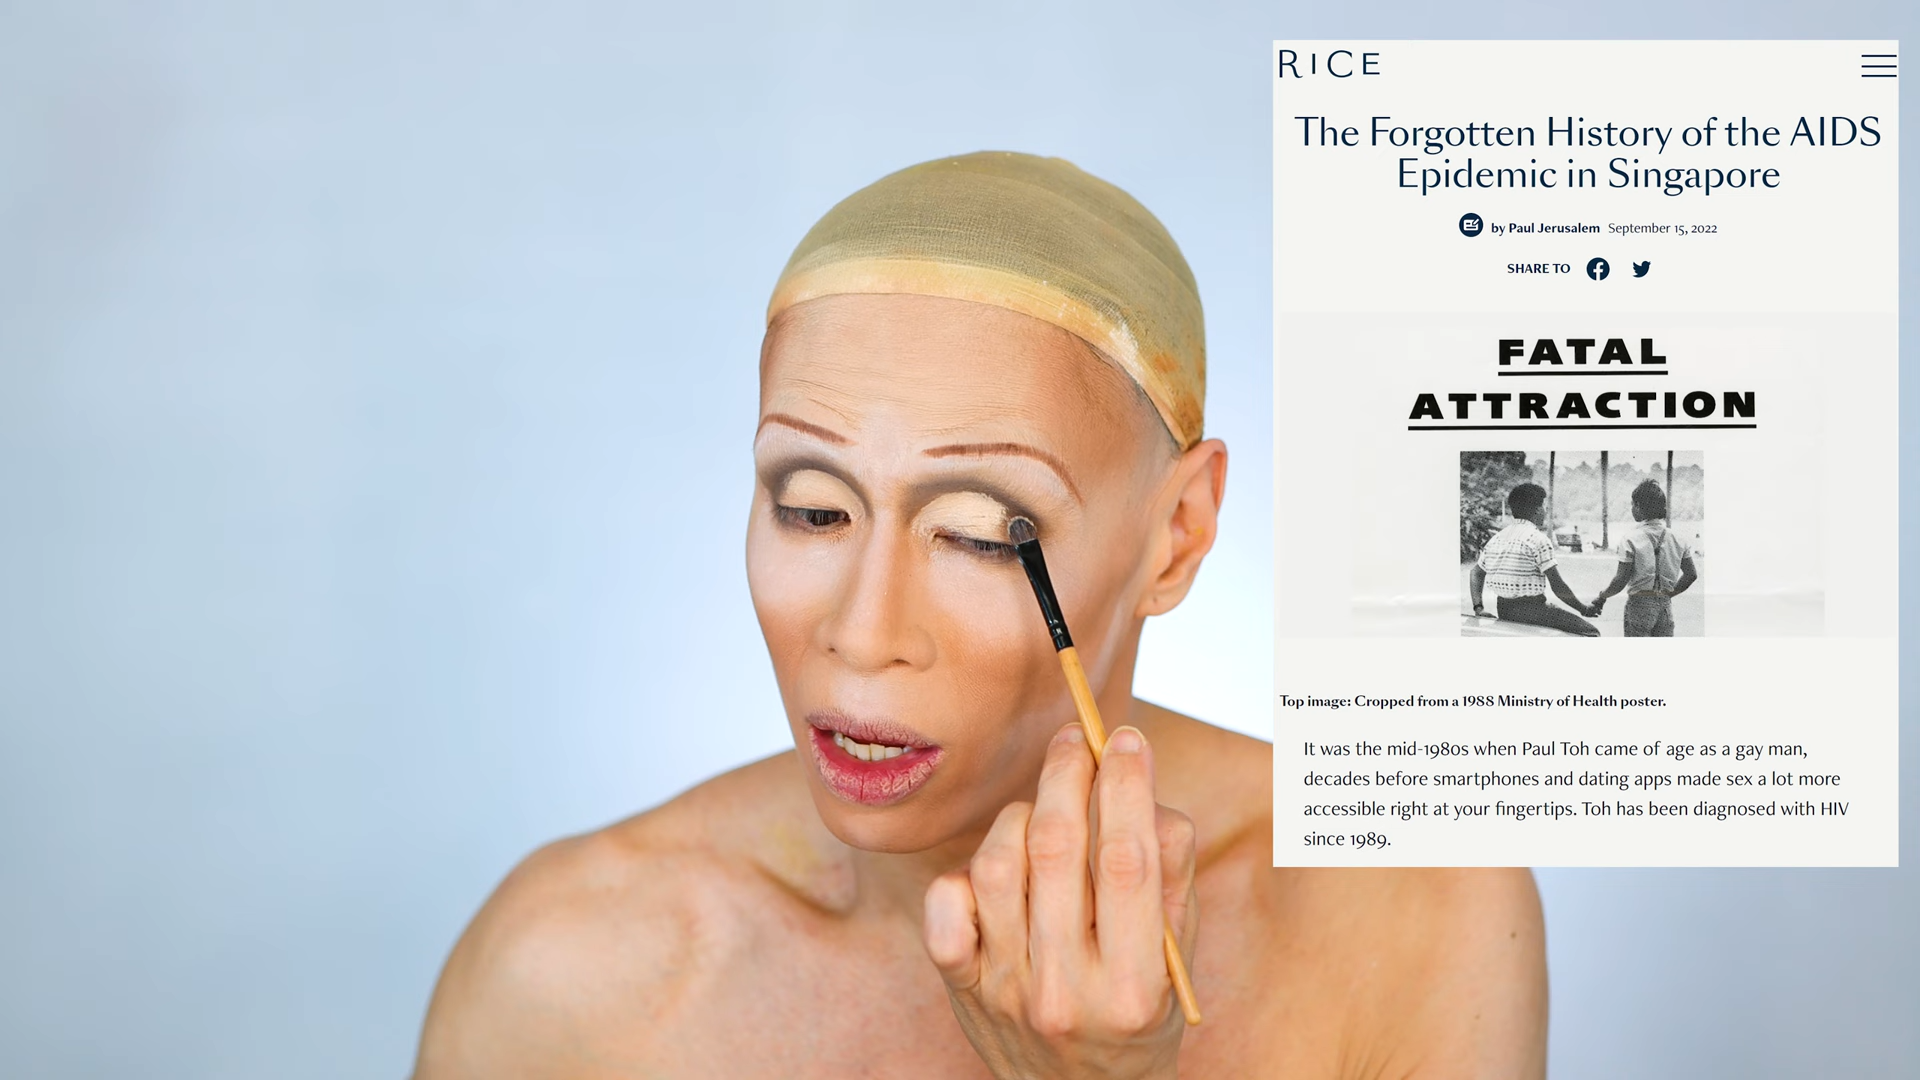 RICE
The Forgotten History of the AIDS
Epidemic in Singapore
by Paul Jerusalem September 15, 2022
SHARE TO
FATAL
ATTRACTION
Top image: Cropped from a 1988 Ministry of Health poster.
It was the mid-1980s when Paul Toh came of age as a gay man,
decades before smartphones and dating apps made sex a lot more
accessible right at your fingertips. Toh has been diagnosed with HIV
since 1989.